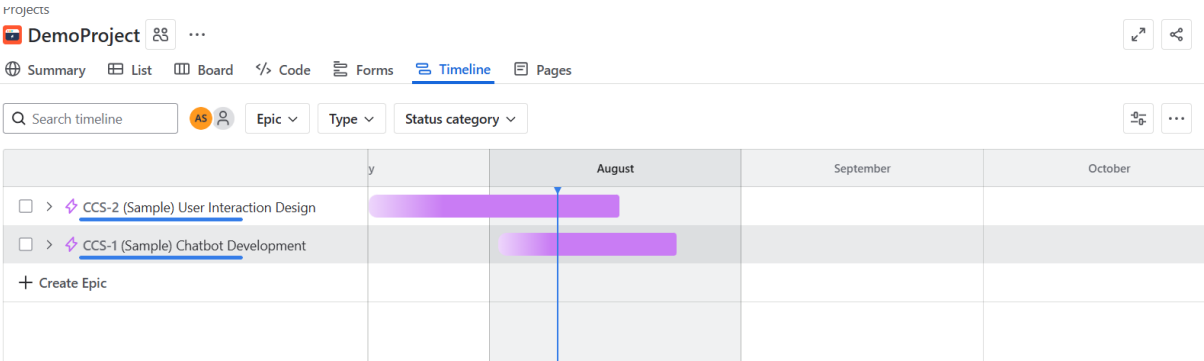 Projects
DemoProject
Summary List Board Code Forms Timeline Pages
Search timeline AS Epic Type Status category
y August September October
CCS-2 (Sample) User Interaction Design
CCS-1 (Sample) Chatbot Development
Create Epic